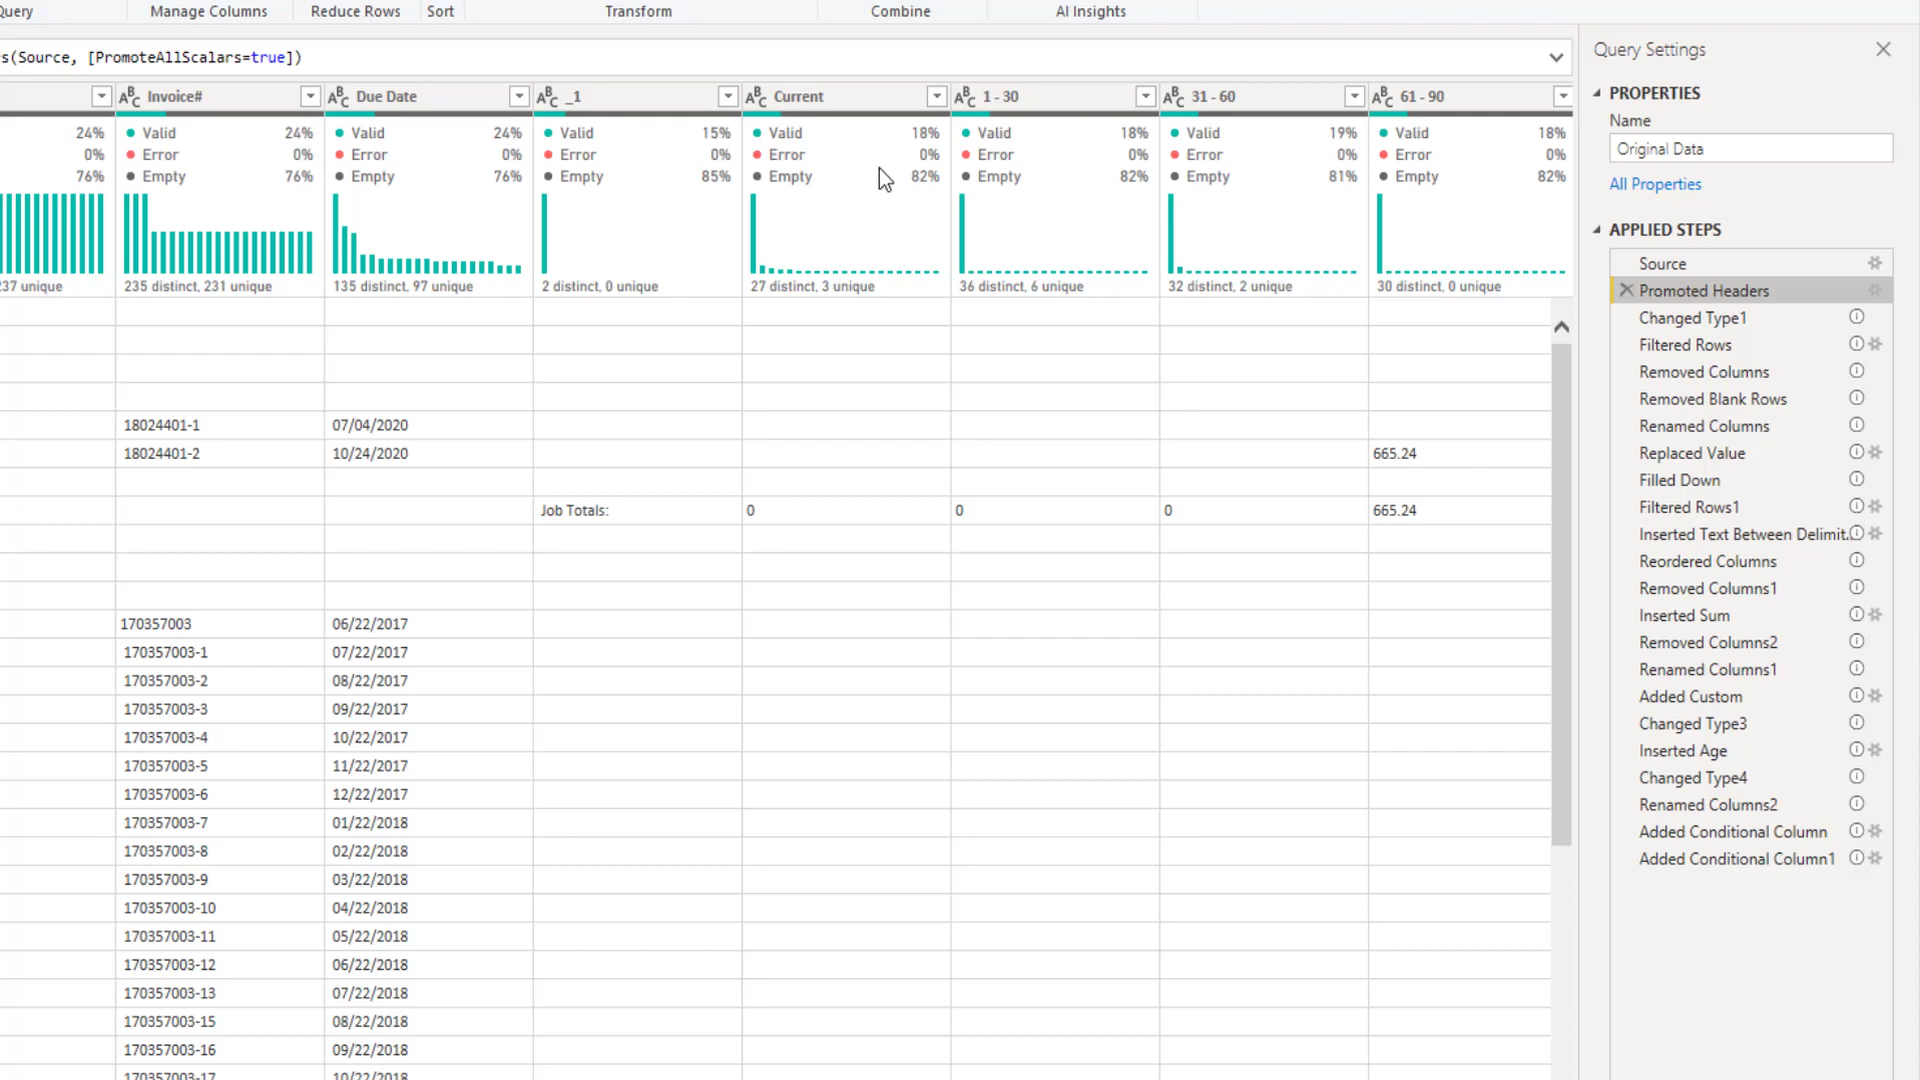 Query Manage Columns Reduce Rows Sort Transform Combine AI Insights
s(Source, [PromoteAllScalars=true])
Query Settings
ABC Invoice# ABC Due Date ABC _1 ABC Current ABC 1 - 30 ABC 31 - 60 ABC 61 - 90
24% Valid 24% Valid 24% Valid 15% Valid 18% Valid 18% Valid 19% Valid 18%
0% Error 0% Error 0% Error 0% Error 0% Error 0% Error 0% Error 0%
76% Empty 76% Empty 76% Empty 85% Empty 82% Empty 82% Empty 81% Empty 82%
237 unique 235 distinct, 231 unique 135 distinct, 97 unique 2 distinct, 0 unique 27 distinct, 3 unique 36 distinct, 6 unique 32 distinct, 2 unique 30 distinct, 0 unique
18024401-1 07/04/2020
18024401-2 10/24/2020 665.24
Job Totals: 0 0 0 665.24
170357003 06/22/2017
170357003-1 07/22/2017
170357003-2 08/22/2017
170357003-3 09/22/2017
170357003-4 10/22/2017
170357003-5 11/22/2017
170357003-6 12/22/2017
170357003-7 01/22/2018
170357003-8 02/22/2018
170357003-9 03/22/2018
170357003-10 04/22/2018
170357003-11 05/22/2018
170357003-12 06/22/2018
170357003-13 07/22/2018
170357003-15 08/22/2018
170357003-16 09/22/2018
170357003-17 10/22/2018
PROPERTIES
Name
Original Data
All Properties
APPLIED STEPS
Source
Promoted Headers
Changed Type1
Filtered Rows
Removed Columns
Removed Blank Rows
Renamed Columns
Replaced Value
Filled Down
Filtered Rows1
Inserted Text Between Delimit...
Reordered Columns
Removed Columns1
Inserted Sum
Removed Columns2
Renamed Columns1
Added Custom
Changed Type3
Inserted Age
Changed Type4
Renamed Columns2
Added Conditional Column
Added Conditional Column1